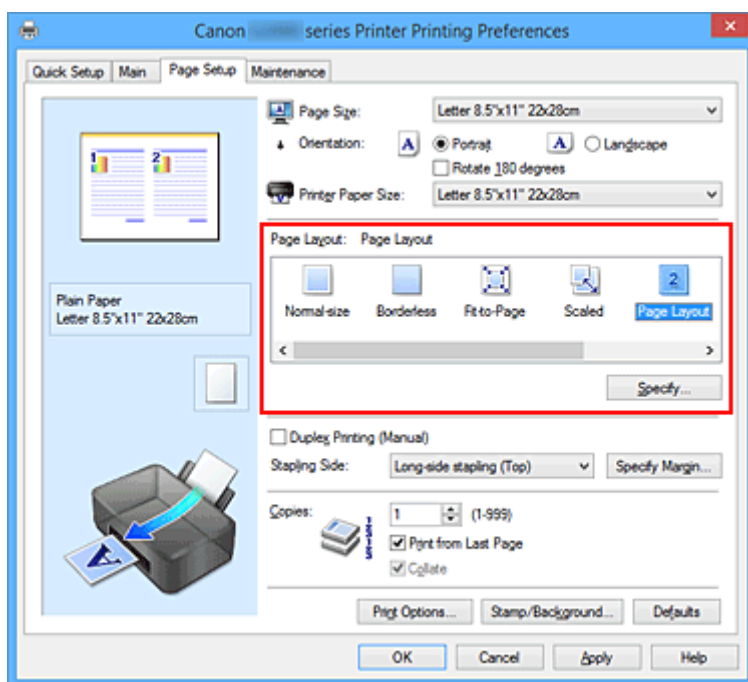 Canon series Printer Printing Preferences
Quick Setup Main Page Setup Maintenance
Page Size: Letter 8.5"x11" 22x28cm
Orientation: A Portrait A Landscape
Rotate 180 degrees
Printer Paper Size: Letter 8.5"x11" 22x28cm
1 2
Page Layout: Page Layout
2
Normal-size Borderless Fit-to-Page Scaled Page Layout
Plain Paper
Letter 8.5"x11" 22x28cm
Specify...
Duplex Printing (Manual)
Stapling Side: Long-side stapling (Top) Specify Margin...
Copies: 1 (1-999)
Print from Last Page
Collate
A
Print Options... Stamp/Background... Defaults
OK Cancel Apply Help